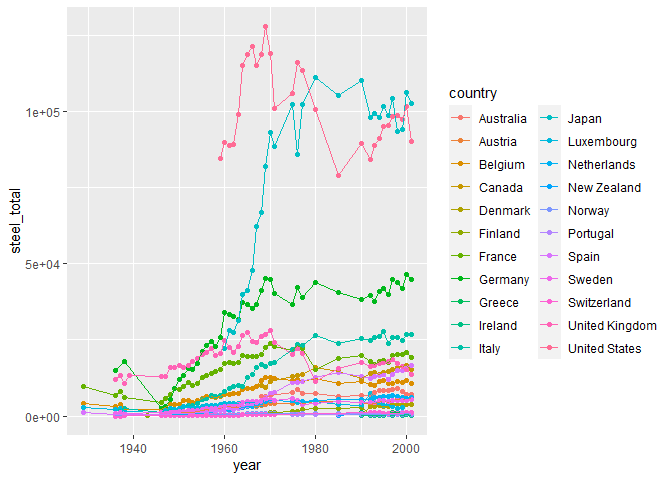 1e+05
5e+04
0e+00
steel_total
1940
1960
1980
2000
year
country
Australia
Austria
Belgium
Canada
Denmark
Finland
France
Germany
Greece
Ireland
Italy
Japan
Luxembourg
Netherlands
New Zealand
Norway
Portugal
Spain
Sweden
Switzerland
United Kingdom
United States